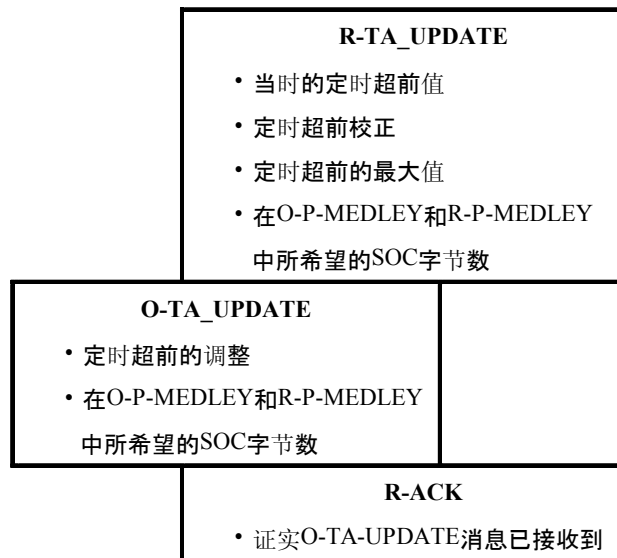 R-TA_UPDATE
• 当时的定时超前值
• 定时超前校正
• 定时超前的最大值
• 在O-P-MEDLEY和R-P-MEDLEY
中所希望的SOC字节数
O-TA_UPDATE
• 定时超前的调整
• 在O-P-MEDLEY和R-P-MEDLEY
中所希望的SOC字节数
R-ACK
• 证实O-TA-UPDATE消息已接收到